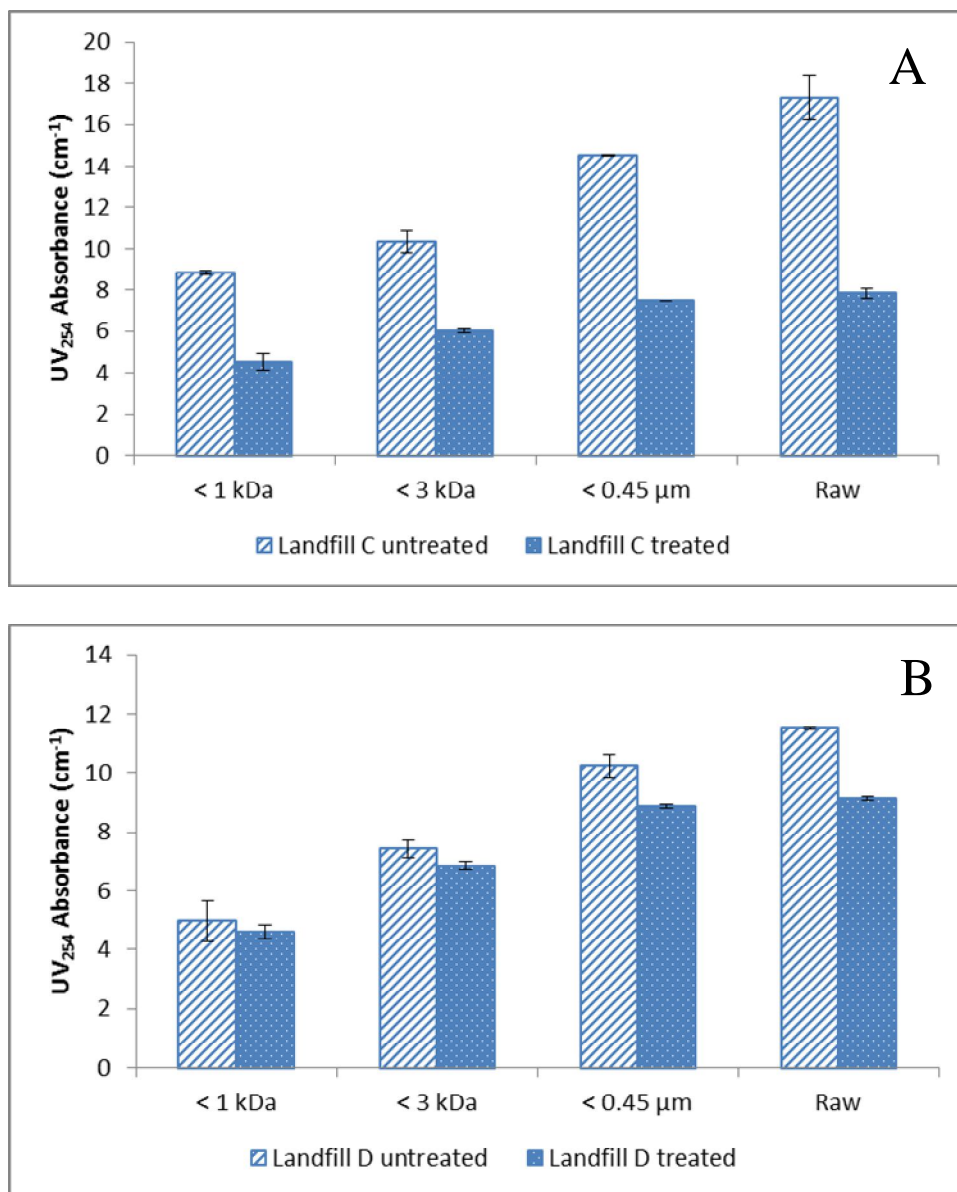 A
UV254 Absorbance (cm-1)
20
18
16
14
12
10
8
6
4
2
0
< 1 kDa < 3 kDa < 0.45 µm Raw
Landfill C untreated Landfill C treated
B
UV254 Absorbance (cm-1)
14
12
10
8
6
4
2
0
< 1 kDa < 3 kDa < 0.45 µm Raw
Landfill D untreated Landfill D treated